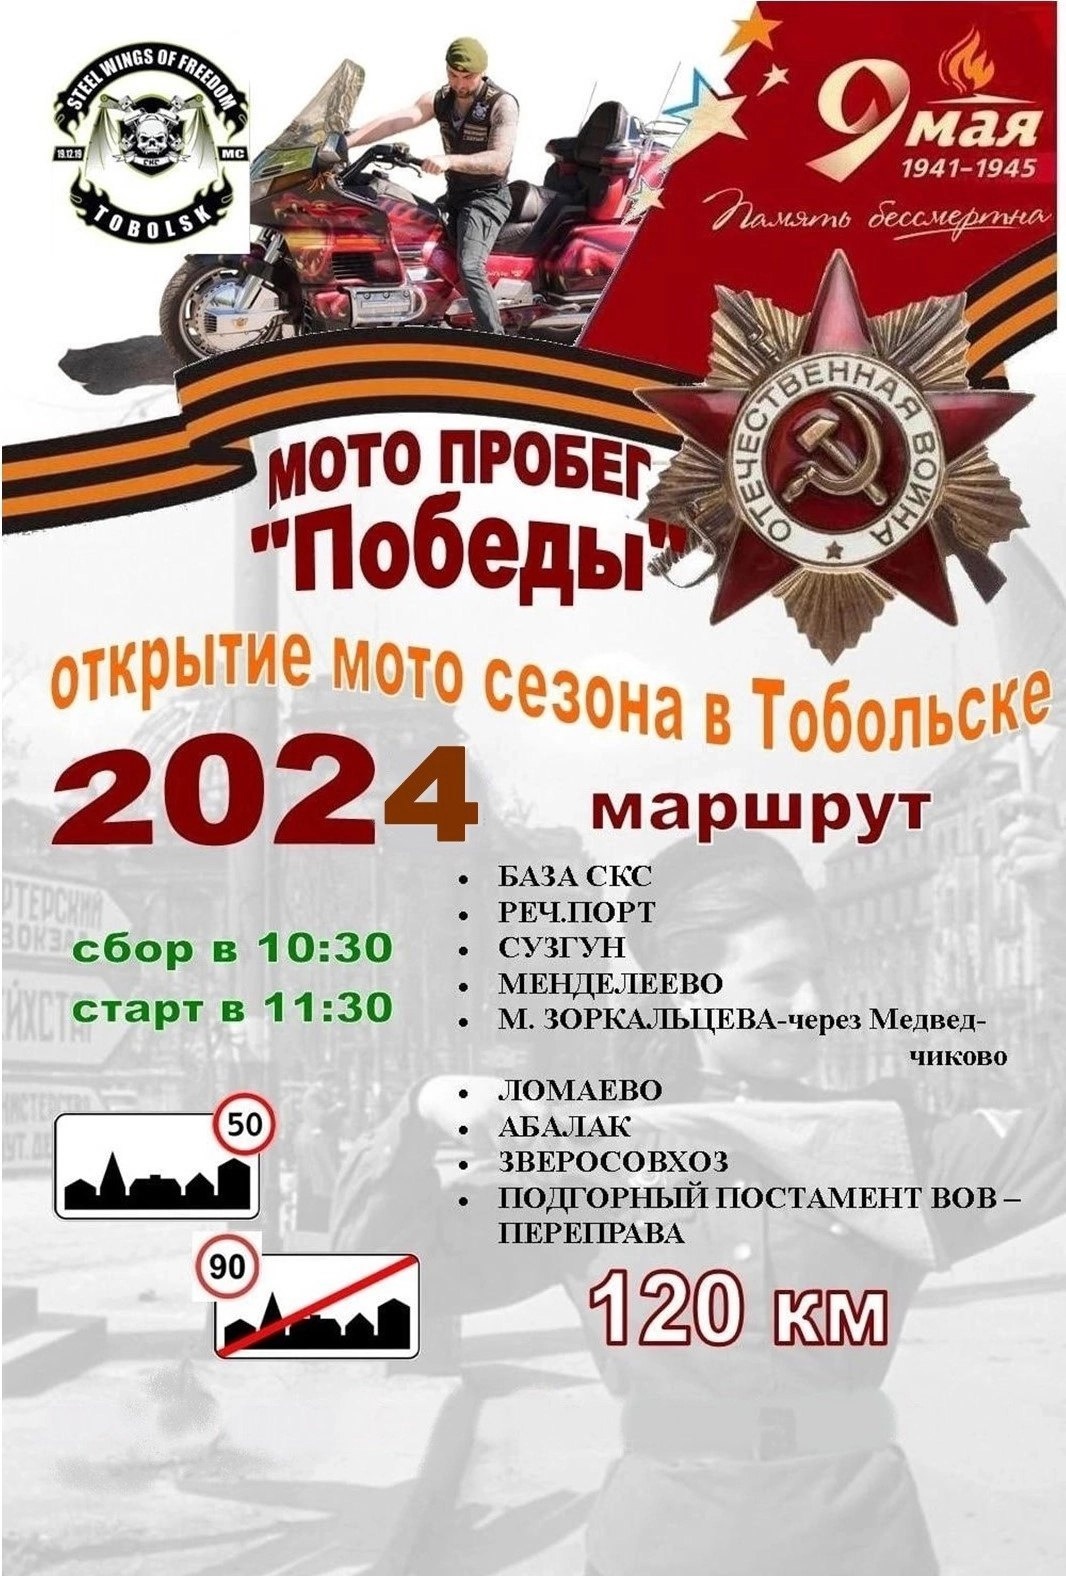 STEEL WINGS OF FREEDOM
19.12.19
СКС
MC
TOBOLSK
9 мая
1941-1945
Память бессмертна
ОТЕЧЕСТВЕННАЯ ВОЙНА
МОТО ПРОБЕГ
"Победы"
открытие мото сезона в Тобольске
2024
маршрут
• БАЗА СКС
• РЕЧ.ПОРТ
• СУЗГУН
• МЕНДЕЛЕЕВО
• М. ЗОРКАЛЬЦЕВА-через Медвед-
чиково
• ЛОМАЕВО
• АБАЛАК
• ЗВЕРОСОВХОЗ
• ПОДГОРНЫЙ ПОСТАМЕНТ ВОВ –
ПЕРЕПРАВА
сбор в 10:30
старт в 11:30
50
90
120 км